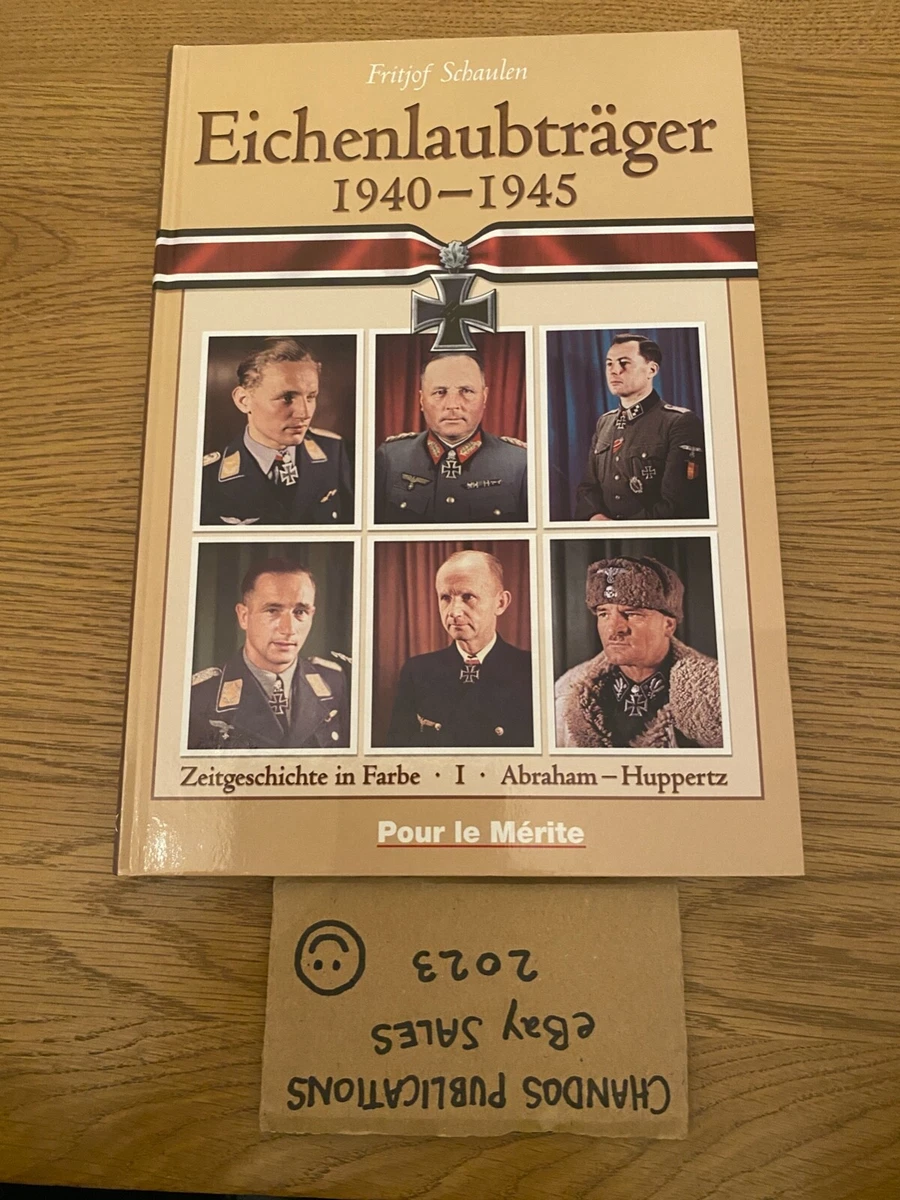 Fritjof Schaulen
Eichenlaubträger
1940–1945
Zeitgeschichte in Farbe · I · Abraham – Huppertz
Pour le Mérite
CHANDOS PUBLICATIONS
eBay SALES
2023